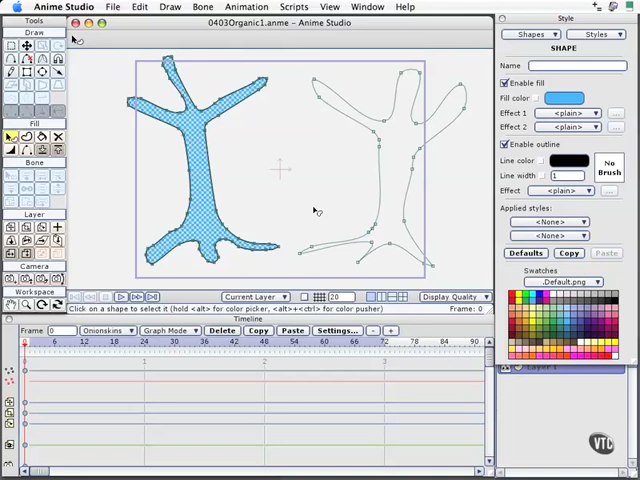 Anime Studio File Edit Draw Bone Animation Scripts View Window Help
Tools
Draw
Fill
Bone
Layer
Camera
Workspace
0403Organic1.anme - Anime Studio
Current Layer
20
Display Quality
Click on a shape to select it (hold <alt> for color picker, <alt>+<ctrl> for color pusher)
Frame: 0
Timeline
Frame: 0 Onionskins Graph Mode Delete Copy Paste Settings... - +
0 6 12 18 24 30 36 42 48 54 60 66 72 78 84 90
1 2 3
Style
Shapes Styles
SHAPE
Name
Enable fill
Fill color
Effect 1 <plain> ...
Effect 2 <plain> ...
Enable outline
Line color
No Brush
Line width 1
Effect <plain> ...
Applied styles:
<None>
<None>
Defaults Copy Paste
Swatches
.Default.png
Layer 1
VTC